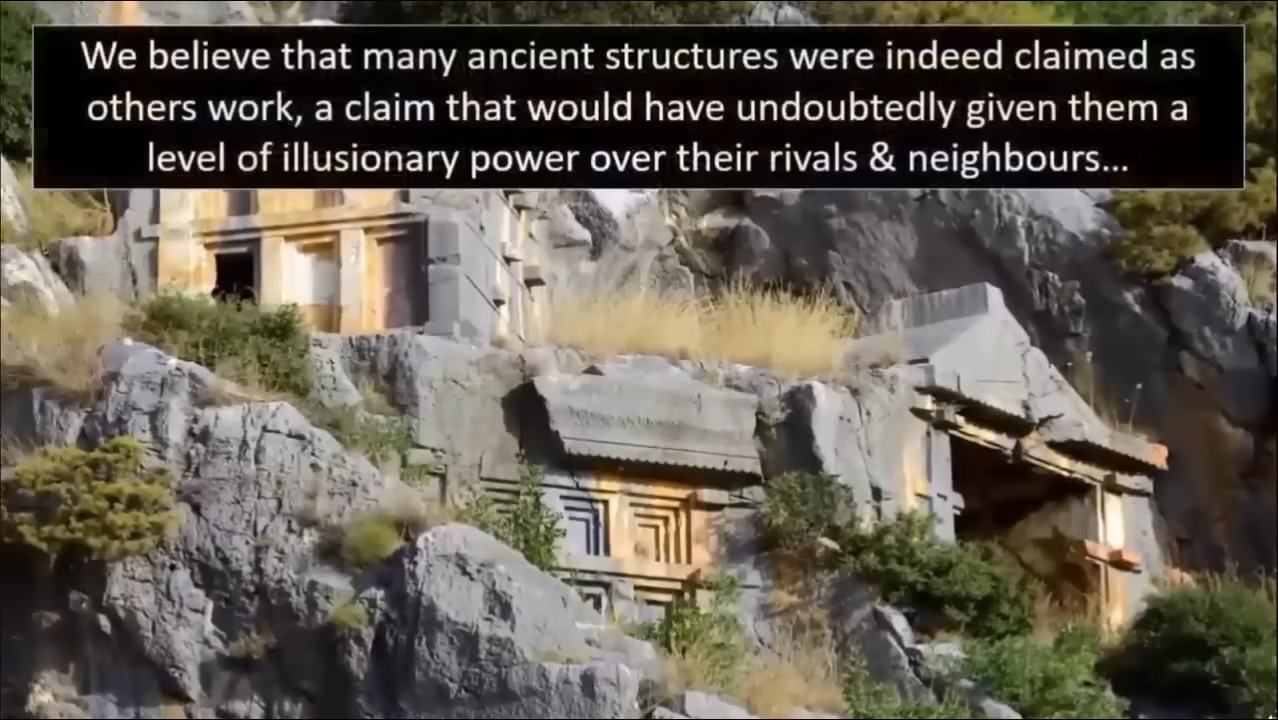 We believe that many ancient structures were indeed claimed as
others work, a claim that would have undoubtedly given them a
level of illusionary power over their rivals & neighbours...